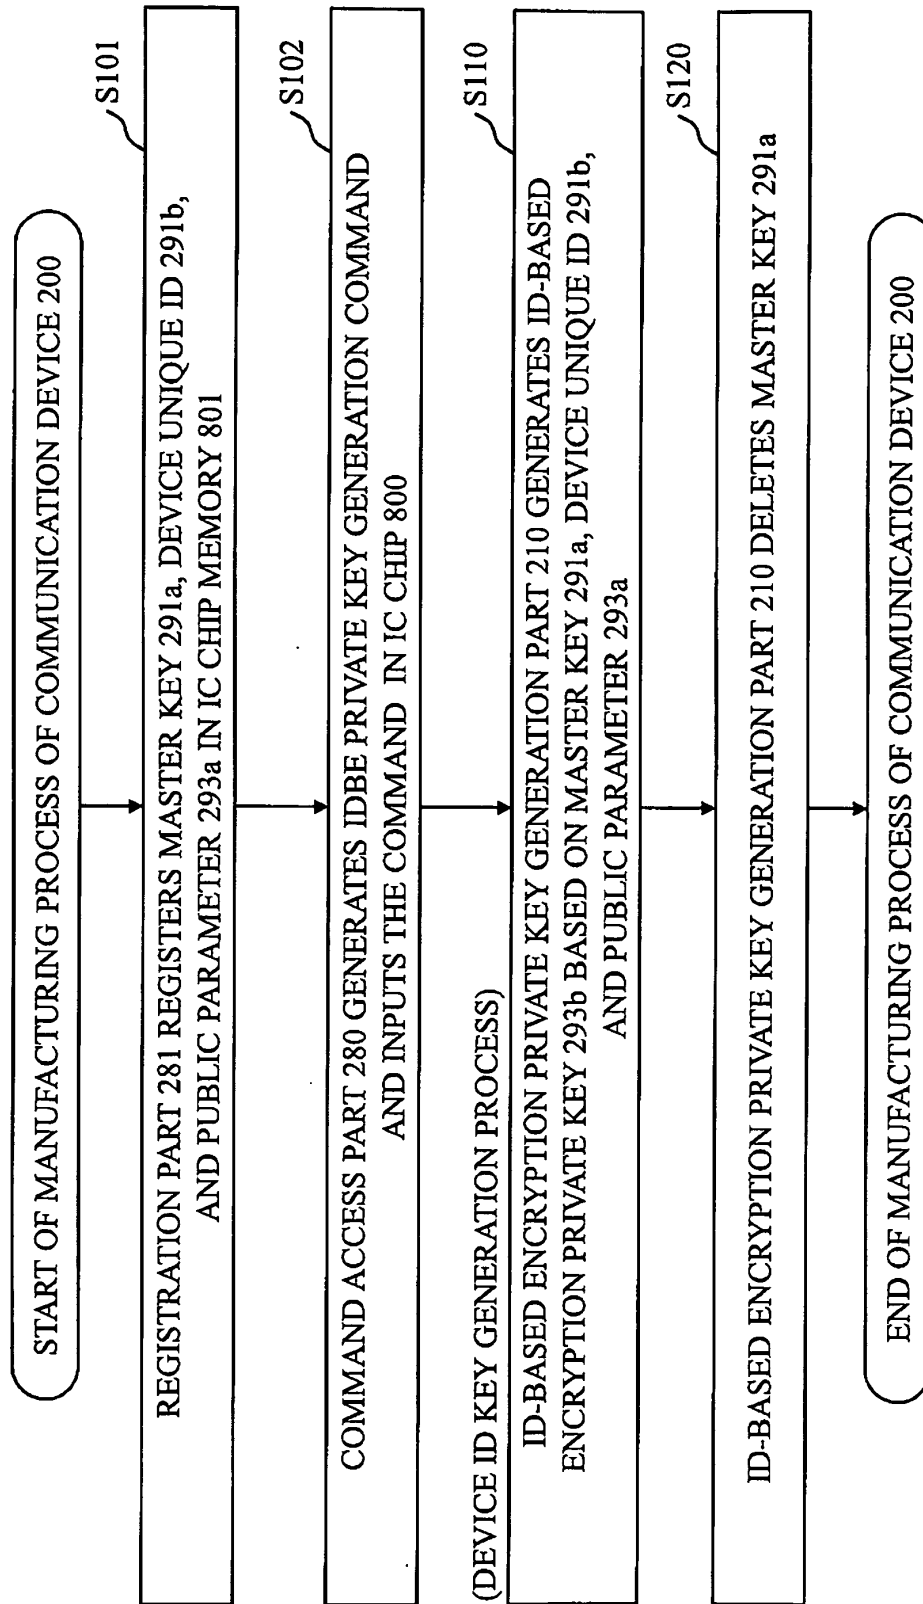 START OF MANUFACTURING PROCESS OF COMMUNICATION DEVICE 200
S101
REGISTRATION PART 281 REGISTERS MASTER KEY 291a, DEVICE UNIQUE ID 291b,
AND PUBLIC PARAMETER 293a IN IC CHIP MEMORY 801
S102
COMMAND ACCESS PART 280 GENERATES IDBE PRIVATE KEY GENERATION COMMAND
AND INPUTS THE COMMAND IN IC CHIP 800
(DEVICE ID KEY GENERATION PROCESS)
S110
ID-BASED ENCRYPTION PRIVATE KEY GENERATION PART 210 GENERATES ID-BASED
ENCRYPTION PRIVATE KEY 293b BASED ON MASTER KEY 291a, DEVICE UNIQUE ID 291b,
AND PUBLIC PARAMETER 293a
S120
ID-BASED ENCRYPTION PRIVATE KEY GENERATION PART 210 DELETES MASTER KEY 291a
END OF MANUFACTURING PROCESS OF COMMUNICATION DEVICE 200